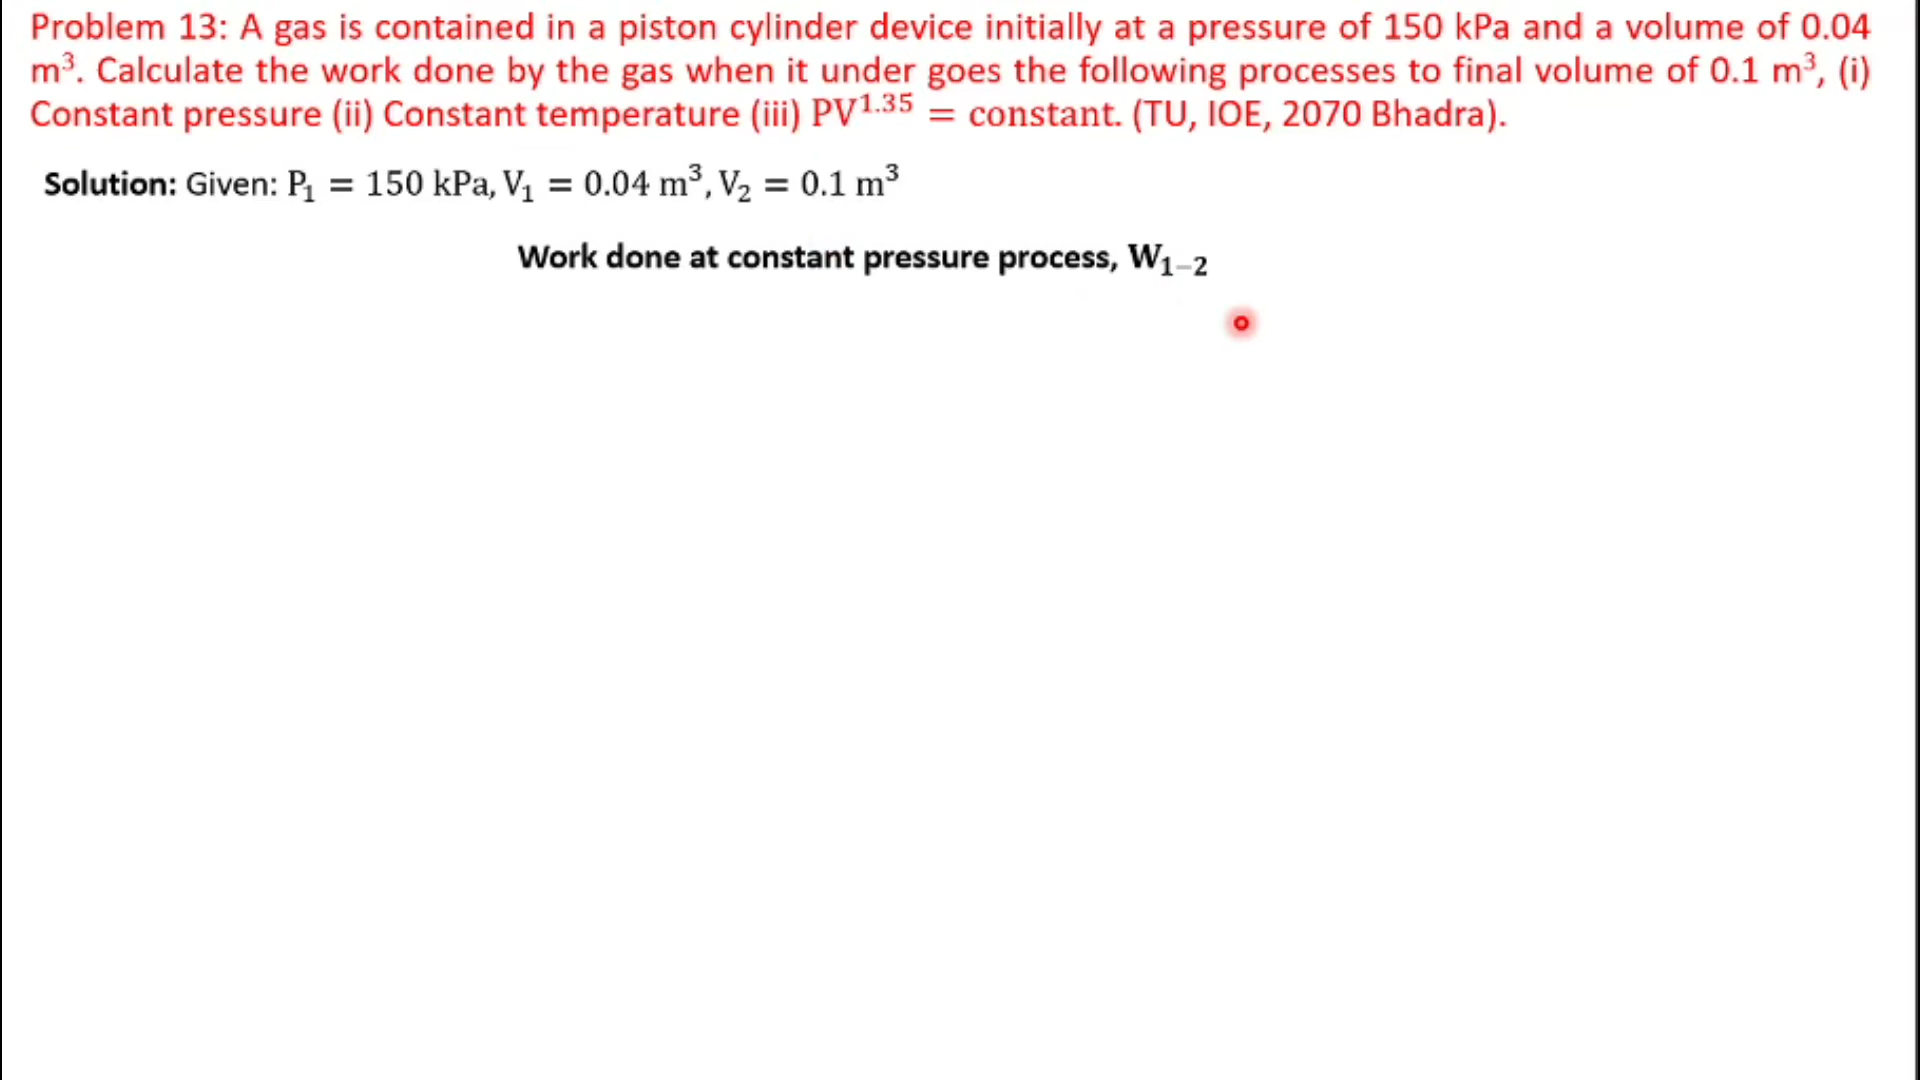 Problem 13: A gas is contained in a piston cylinder device initially at a pressure of 150 kPa and a volume of 0.04
m³. Calculate the work done by the gas when it under goes the following processes to final volume of 0.1 m³, (i)
Constant pressure (ii) Constant temperature (iii) PV¹·³⁵ = constant. (TU, IOE, 2070 Bhadra).
Solution: Given: P₁ = 150 kPa, V₁ = 0.04 m³, V₂ = 0.1 m³
Work done at constant pressure process, W₁₋₂